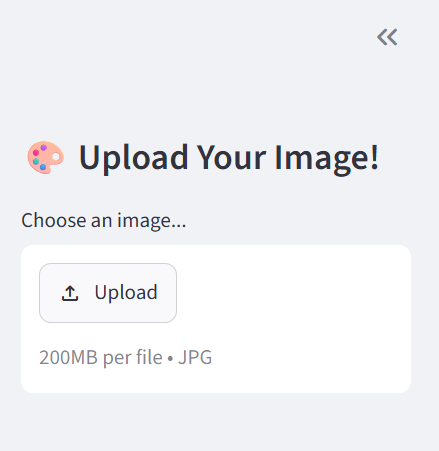 Upload Your Image!
Choose an image...
Upload
200MB per file • JPG